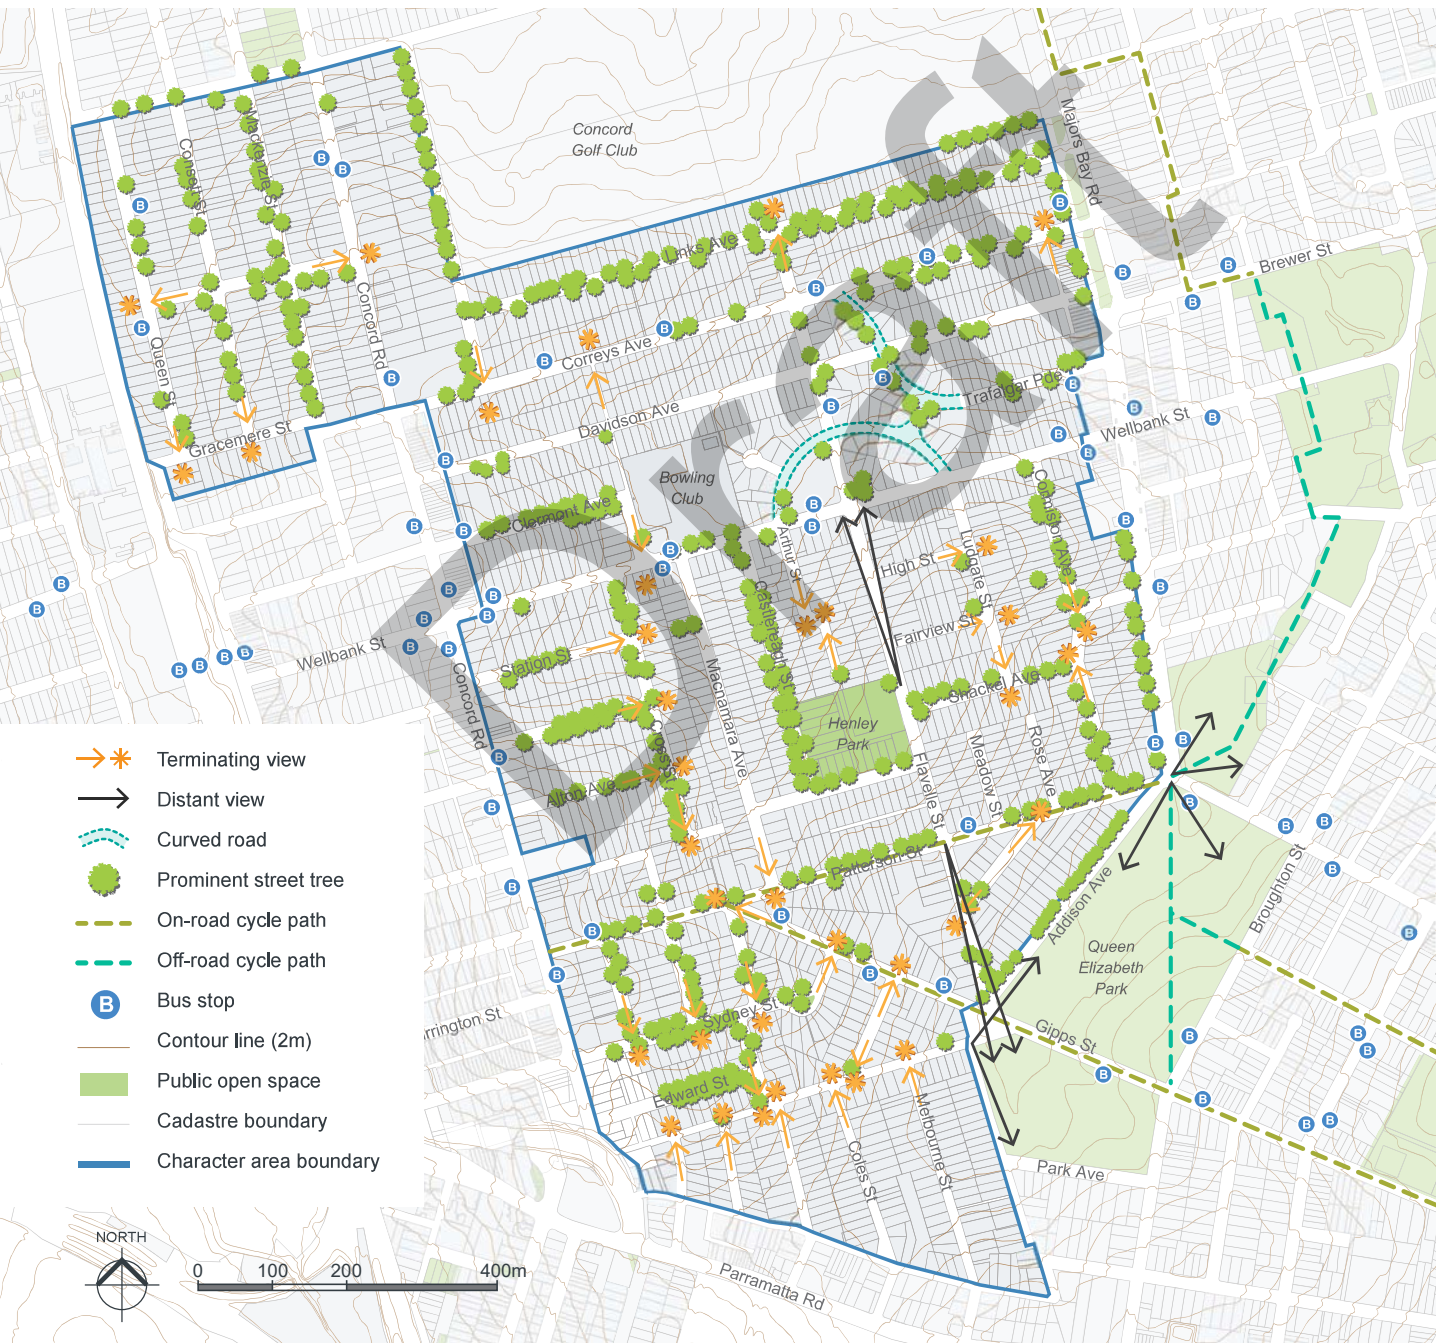 Concord
Golf Club
Majors Bay Rd
Brewer St
Consett St
Mackenzie St
Links Ave
Concord Rd
Queen St
Correys Ave
Davidson Ave
Trafalgar Pde
Wellbank St
Gracemere St
Bowling
Club
Clermont Ave
Corniston Ave
Arthur St
High St
Ludgate St
Castlereagh St
Fairview St
Wellbank St
Station St
Concord Rd
Macnamara Ave
Shackel Ave
Henley
Park
Cross St
Flavelle St
Meadow St
Rose Ave
Alton Ave
Patterson St
Addison Ave
Broughton St
Queen
Elizabeth
Park
Sydney St
Gipps St
Edward St
Melbourne St
Coles St
Park Ave
Parramatta Rd
Draft
Terminating view
Distant view
Curved road
Prominent street tree
On-road cycle path
Off-road cycle path
B Bus stop
Contour line (2m)
Public open space
Cadastre boundary
Character area boundary
NORTH
0 100 200 400m